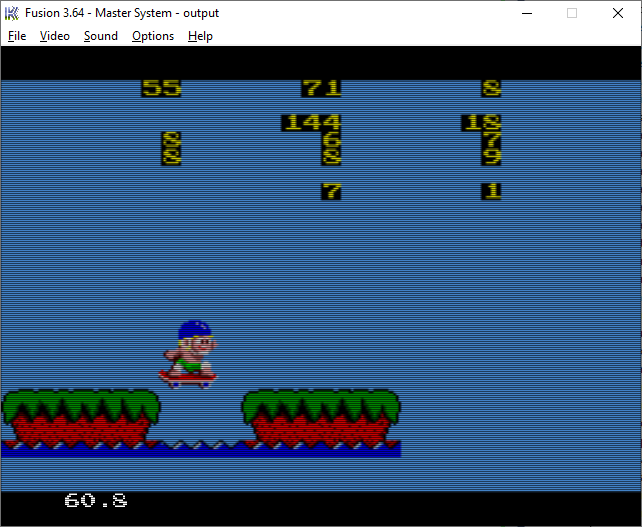 Fusion 3.64 - Master System - output
File Video Sound Options Help
55 71 8
144 18
8 6 7
8 8 9
7 1
60.8